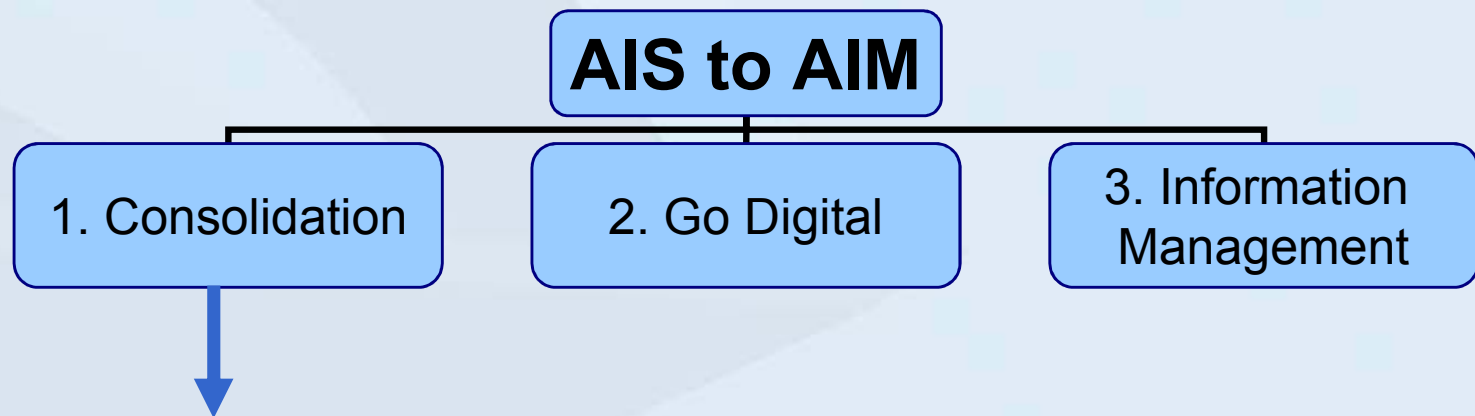 AIS to AIM
1. Consolidation
2. Go Digital
3. Information
Management